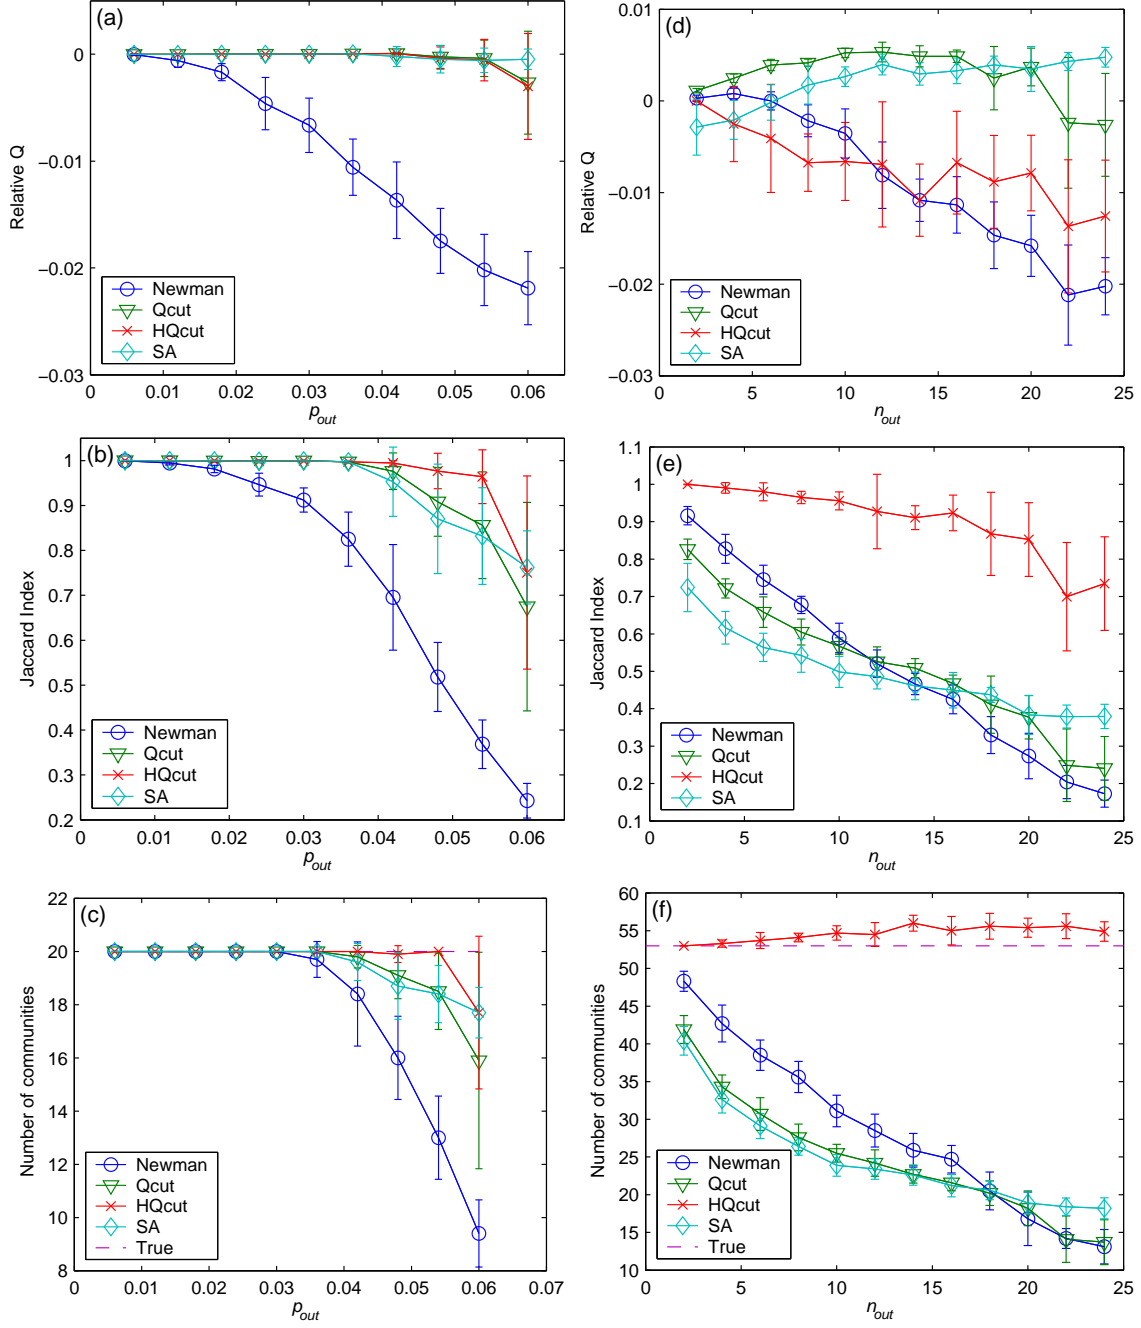 (a)
Relative Q
0
−0.01
−0.02
−0.03
0 0.01 0.02 0.03 0.04 0.05 0.06
p_out
Newman
Qcut
HQcut
SA
(d)
Relative Q
0.01
0
−0.01
−0.02
−0.03
0 5 10 15 20 25
n_out
Newman
Qcut
HQcut
SA
(b)
Jaccard Index
1
0.9
0.8
0.7
0.6
0.5
0.4
0.3
0.2
0 0.01 0.02 0.03 0.04 0.05 0.06
p_out
Newman
Qcut
HQcut
SA
(e)
Jaccard Index
1.1
1
0.9
0.8
0.7
0.6
0.5
0.4
0.3
0.2
0.1
0 5 10 15 20 25
n_out
Newman
Qcut
HQcut
SA
(c)
Number of communities
22
20
18
16
14
12
10
8
0 0.01 0.02 0.03 0.04 0.05 0.06 0.07
p_out
Newman
Qcut
HQcut
SA
True
(f)
Number of communities
60
55
50
45
40
35
30
25
20
15
10
0 5 10 15 20 25
n_out
Newman
Qcut
HQcut
SA
True